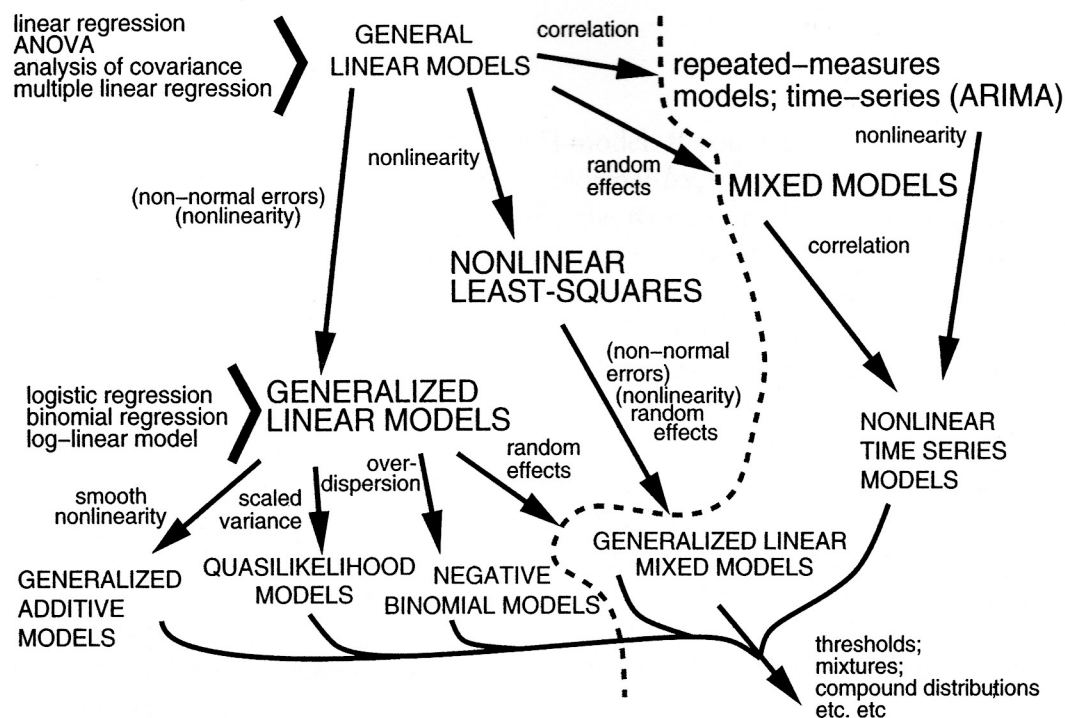 linear regression
ANOVA
analysis of covariance
multiple linear regression
GENERAL
LINEAR MODELS
correlation
repeated−measures
models; time−series (ARIMA)
nonlinearity
nonlinearity
random
effects
MIXED MODELS
(non−normal errors)
(nonlinearity)
correlation
NONLINEAR
LEAST-SQUARES
(non−normal
errors)
(nonlinearity)
random
effects
logistic regression
binomial regression
log−linear model
GENERALIZED
LINEAR MODELS
NONLINEAR
TIME SERIES
MODELS
smooth
nonlinearity
scaled
variance
over-
dispersion
random
effects
GENERALIZED
ADDITIVE
MODELS
QUASILIKELIHOOD
MODELS
NEGATIVE
BINOMIAL MODELS
GENERALIZED LINEAR
MIXED MODELS
thresholds;
mixtures;
compound distributions
etc. etc